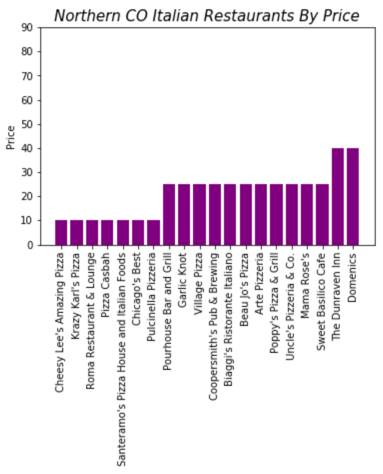 Northern CO Italian Restaurants By Price
90
80
70
60
50
40
30
20
10
0
Price
Cheesy Lee's Amazing Pizza
Krazy Karl's Pizza
Roma Restaurant & Lounge
Pizza Casbah
Santeramo's Pizza House and Italian Foods
Chicago's Best
Pulcinella Pizzeria
Pourhouse Bar and Grill
Garlic Knot
Village Pizza
Coopersmith's Pub & Brewing
Biaggi's Ristorante Italiano
Beau Jo's Pizza
Arte Pizzeria
Poppy's Pizza & Grill
Uncle's Pizzeria & Co.
Mama Rose's
Sweet Basilico Cafe
The Dunraven Inn
Domenics